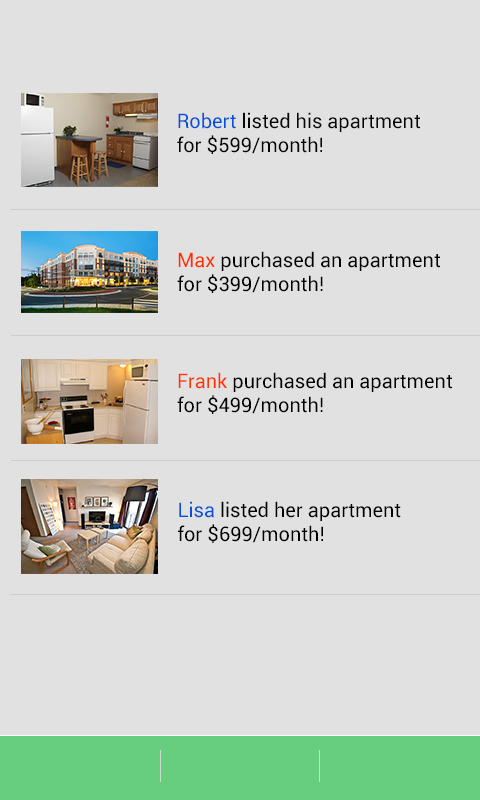 Robert listed his apartment
for $599/month!
Max purchased an apartment
for $399/month!
Frank purchased an apartment
for $499/month!
Lisa listed her apartment
for $699/month!